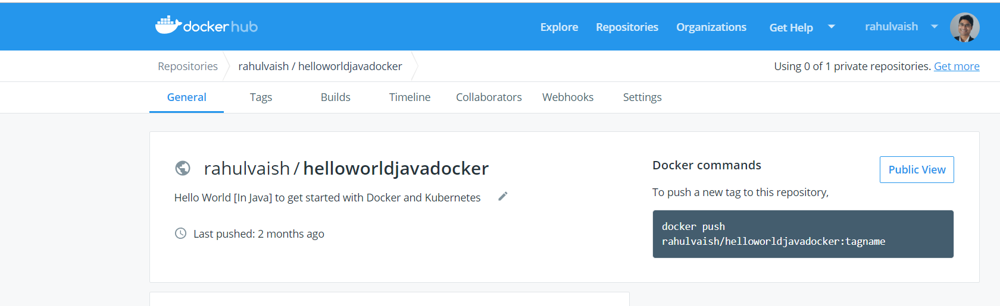 docker hub
Explore Repositories Organizations Get Help rahulvaish
Repositories rahulvaish / helloworldjavadocker Using 0 of 1 private repositories. Get more
General Tags Builds Timeline Collaborators Webhooks Settings
rahulvaish / helloworldjavadocker
Hello World [In Java] to get started with Docker and Kubernetes
Last pushed: 2 months ago
Docker commands
Public View
To push a new tag to this repository,
docker push
rahulvaish/helloworldjavadocker:tagname